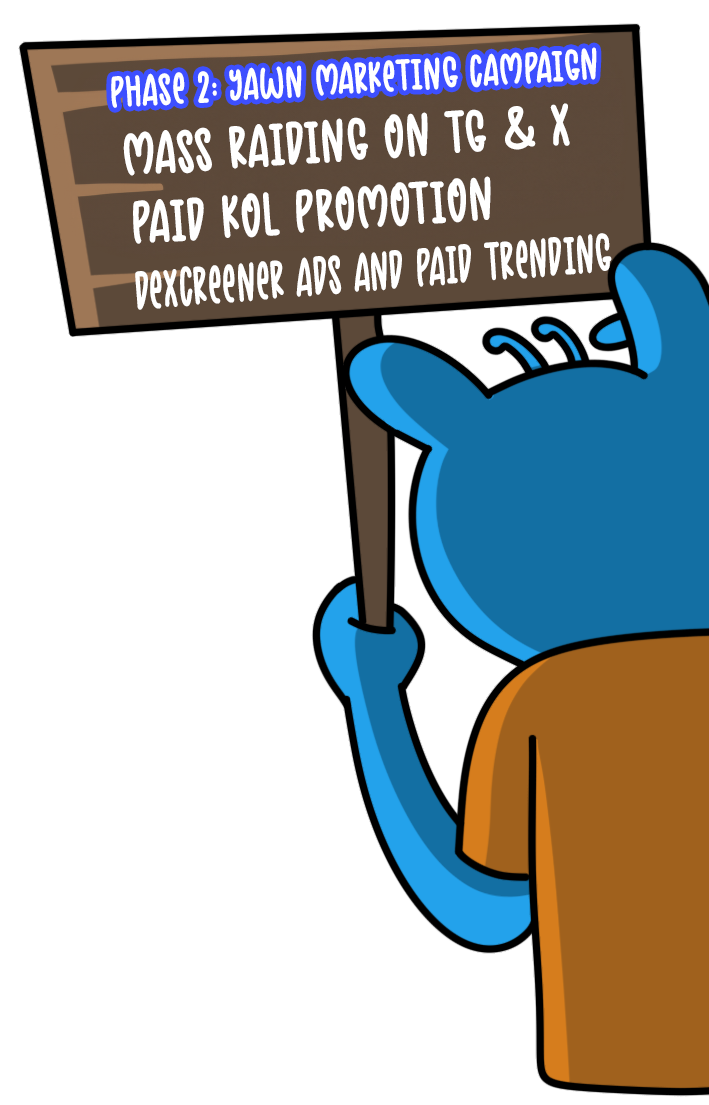 PHASE 2: YAWN MARKETING CAMPAIGN
MASS RAIDING ON TG & X
PAID KOL PROMOTION
DEXCREENER ADS AND PAID TRENDING